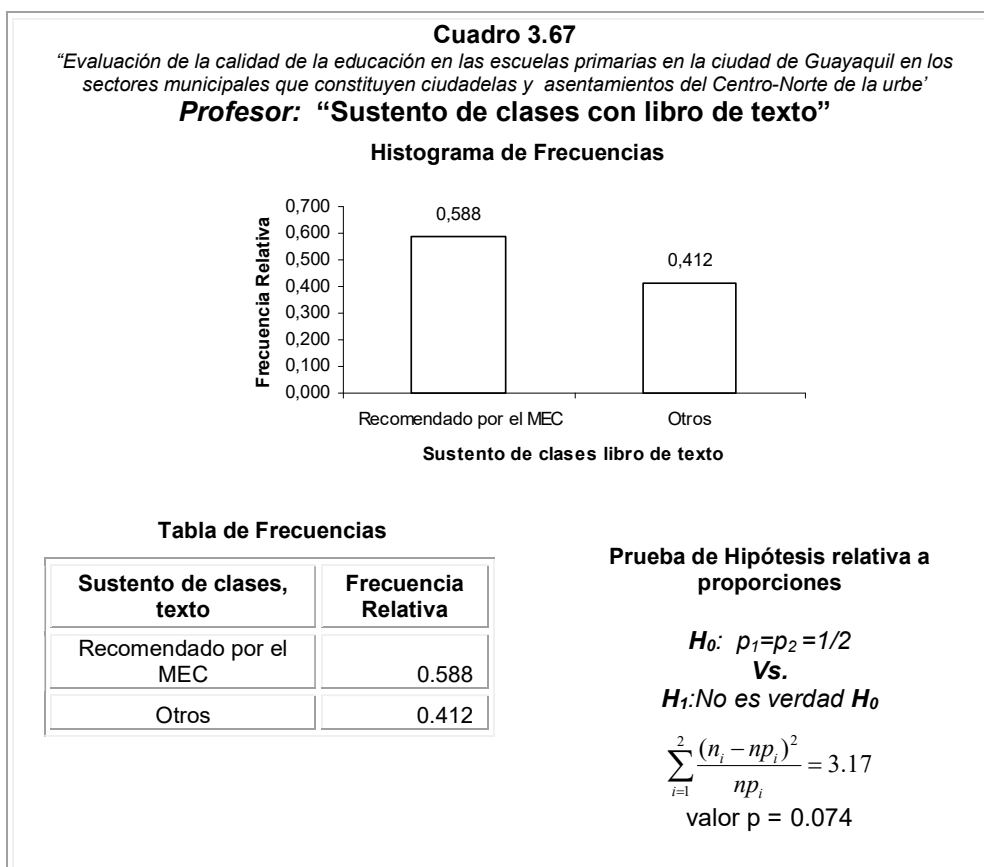 Cuadro 3.67
“Evaluación de la calidad de la educación en las escuelas primarias en la ciudad de Guayaquil en los
sectores municipales que constituyen ciudadelas y asentamientos del Centro-Norte de la urbe’
Profesor: “Sustento de clases con libro de texto”
Histograma de Frecuencias
Frecuencia Relativa
0,700
0,600
0,500
0,400
0,300
0,200
0,100
0,000
0,588
0,412
Recomendado por el MEC
Otros
Sustento de clases libro de texto
Tabla de Frecuencias
Sustento de clases, texto
Frecuencia Relativa
Recomendado por el MEC
0.588
Otros
0.412
Prueba de Hipótesis relativa a
proporciones
H₀: p₁=p₂ =1/2
Vs.
H₁:No es verdad H₀
∑_{i=1}^{2} (n_i − np_i)² / np_i = 3.17
valor p = 0.074